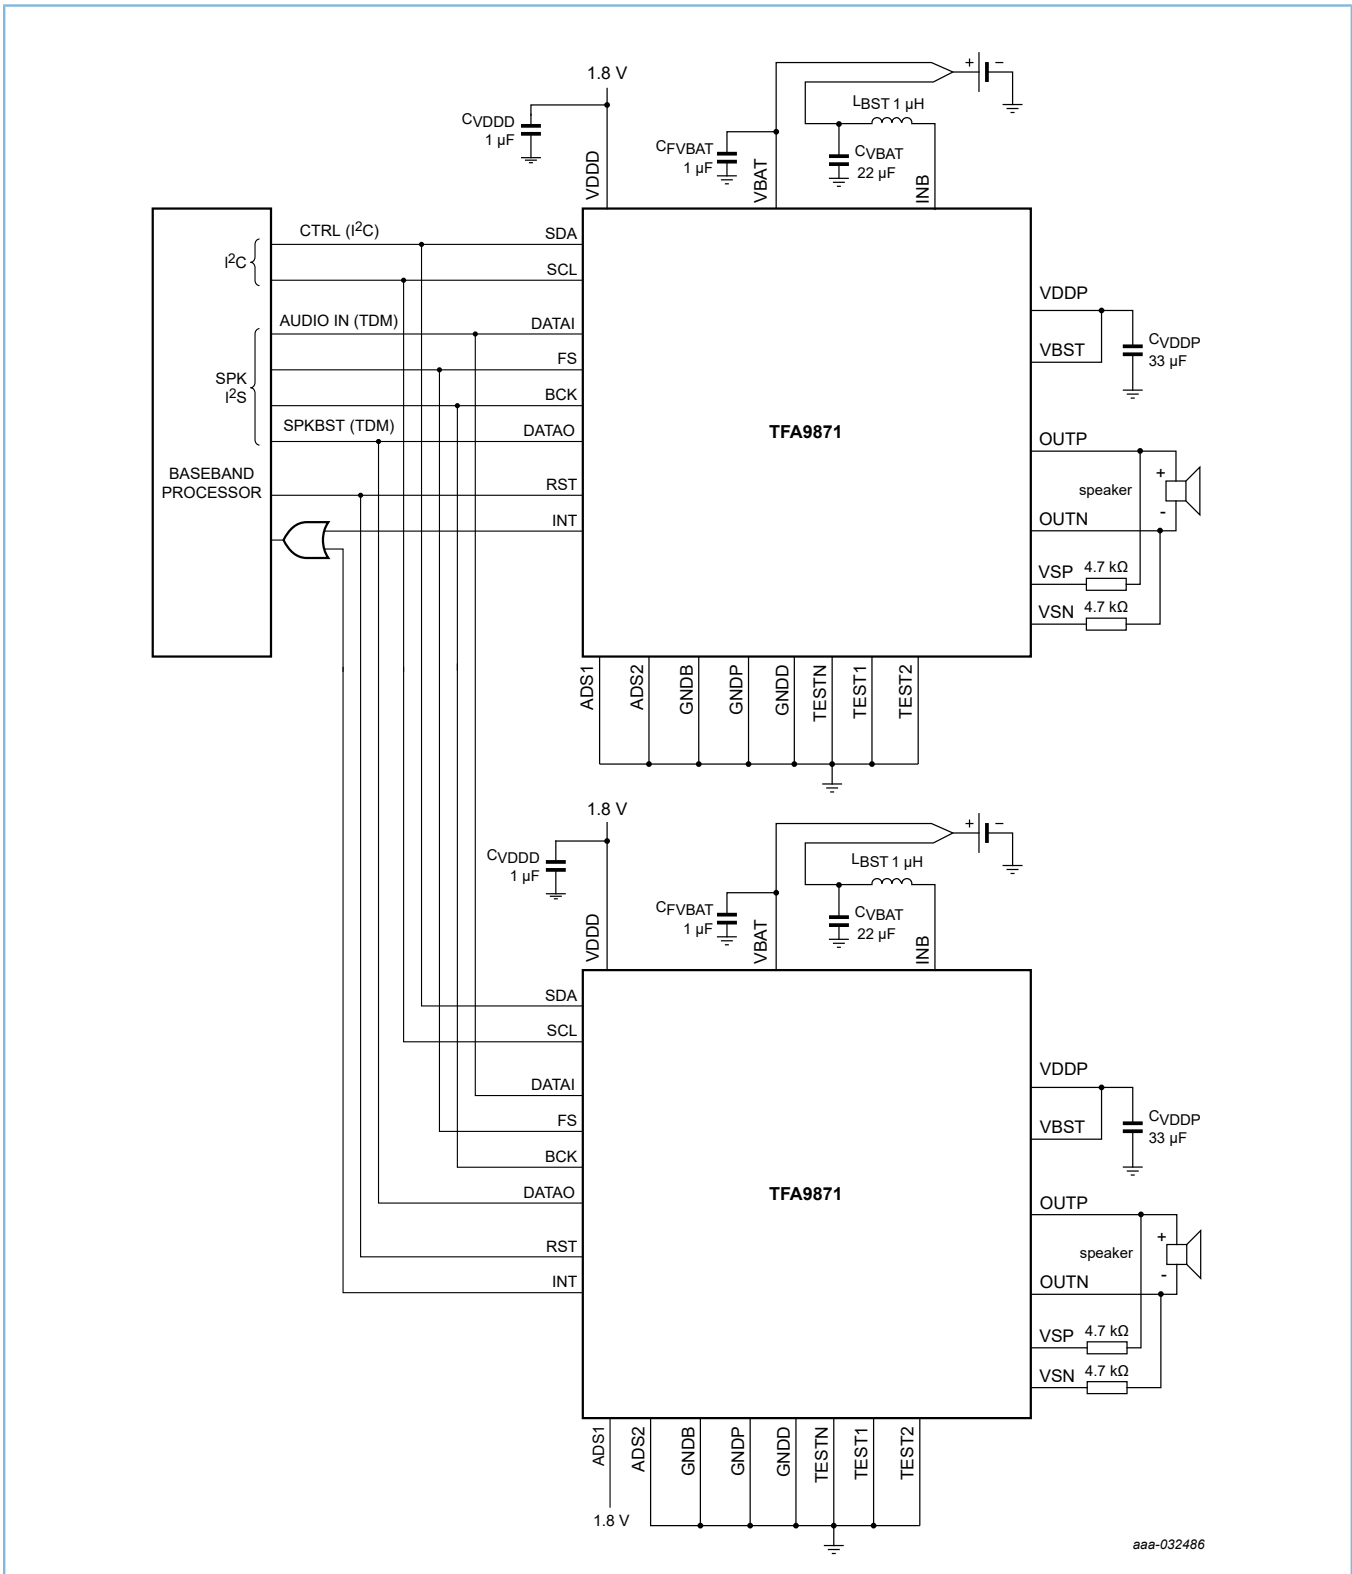 1.8 V
CVDDD
1 µF
VDDD
CFVBAT
1 µF
VBAT
+
−
LBST 1 µH
CVBAT
22 µF
INB
I2C
CTRL (I2C)
SDA
SCL
SPK
I2S
AUDIO IN (TDM)
DATAI
FS
BCK
SPKBST (TDM)
DATAO
BASEBAND
PROCESSOR
RST
INT
TFA9871
VDDP
VBST
CVDDP
33 µF
OUTP
+
speaker
-
OUTN
VSP
4.7 kΩ
VSN
4.7 kΩ
ADS1
ADS2
GNDB
GNDP
GNDD
TESTN
TEST1
TEST2
1.8 V
CVDDD
1 µF
VDDD
CFVBAT
1 µF
VBAT
+
−
LBST 1 µH
CVBAT
22 µF
INB
SDA
SCL
DATAI
FS
BCK
DATAO
RST
INT
TFA9871
VDDP
VBST
CVDDP
33 µF
OUTP
+
speaker
-
OUTN
VSP
4.7 kΩ
VSN
4.7 kΩ
ADS1
ADS2
GNDB
GNDP
GNDD
TESTN
TEST1
TEST2
1.8 V
aaa-032486